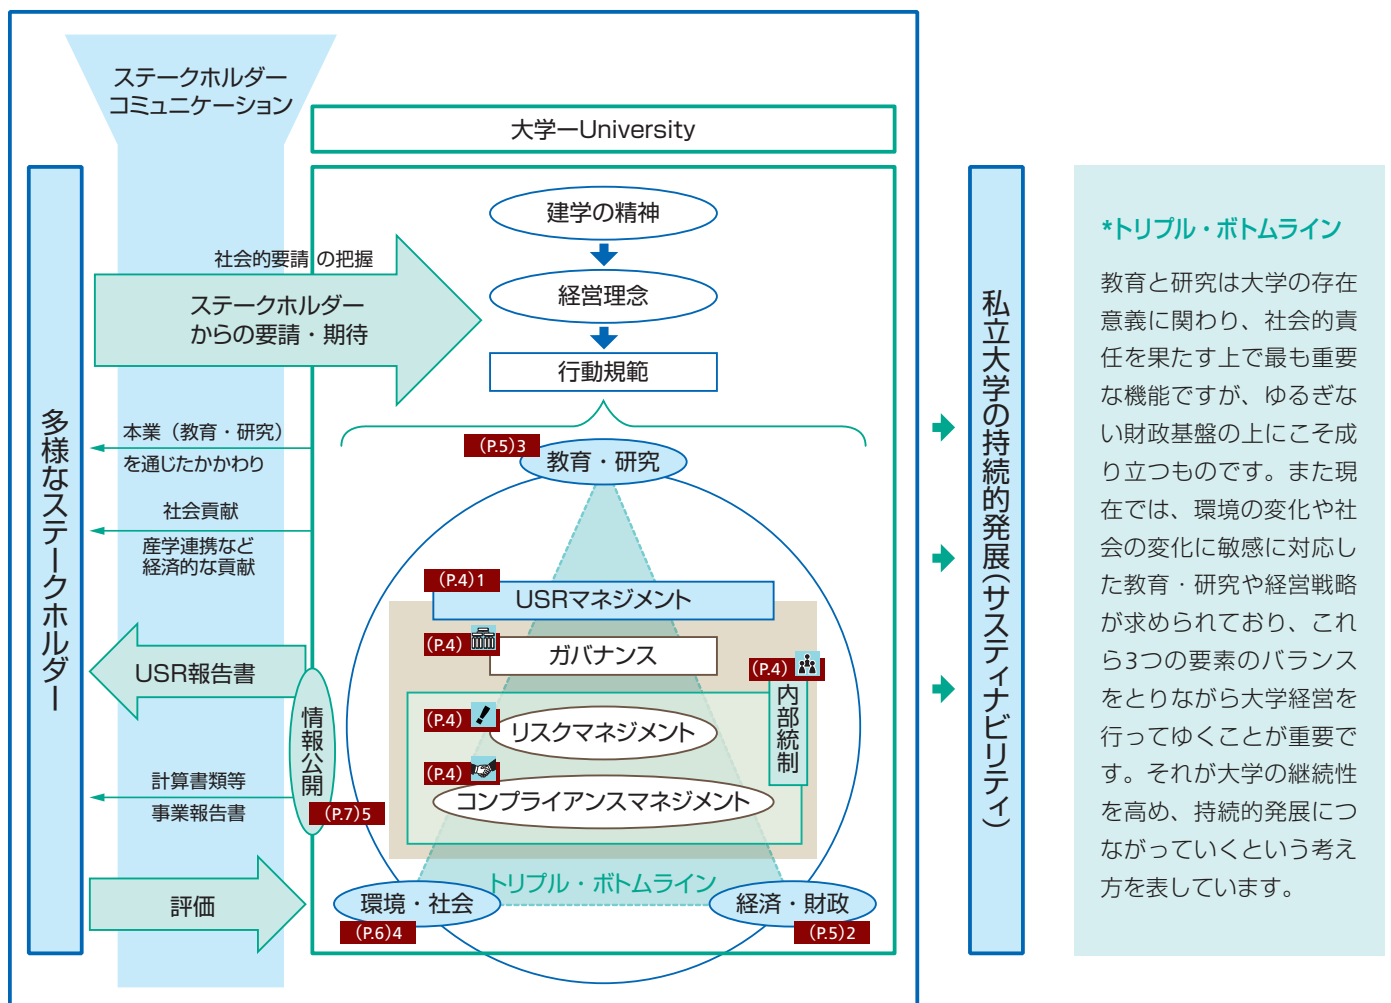 ステークホルダー
コミュニケーション
大学ーUniversity
多様なステークホルダー
建学の精神
社会的要請 の把握
ステークホルダー
からの要請・期待
経営理念
行動規範
本業（教育・研究）
を通じたかかわり
(P.5)3
教育・研究
社会貢献
産学連携など
経済的な貢献
(P.4)1
USRマネジメント
(P.4)
ガバナンス
(P.4)
内部統制
USR報告書
情報公開
(P.4)
リスクマネジメント
(P.4)
コンプライアンスマネジメント
計算書類等
事業報告書
(P.7)5
トリプル・ボトムライン
評価
環境・社会
(P.6)4
経済・財政
(P.5)2
私立大学の持続的発展(サスティナビリティ)
*トリプル・ボトムライン
教育と研究は大学の存在
意義に関わり、社会的責
任を果たす上で最も重要
な機能ですが、ゆるぎな
い財政基盤の上にこそ成
り立つものです。また現
在では、環境の変化や社
会の変化に敏感に対応し
た教育・研究や経営戦略
が求められており、これ
ら3つの要素のバランス
をとりながら大学経営を
行ってゆくことが重要で
す。それが大学の継続性
を高め、持続的発展につ
ながっていくという考え
方を表しています。